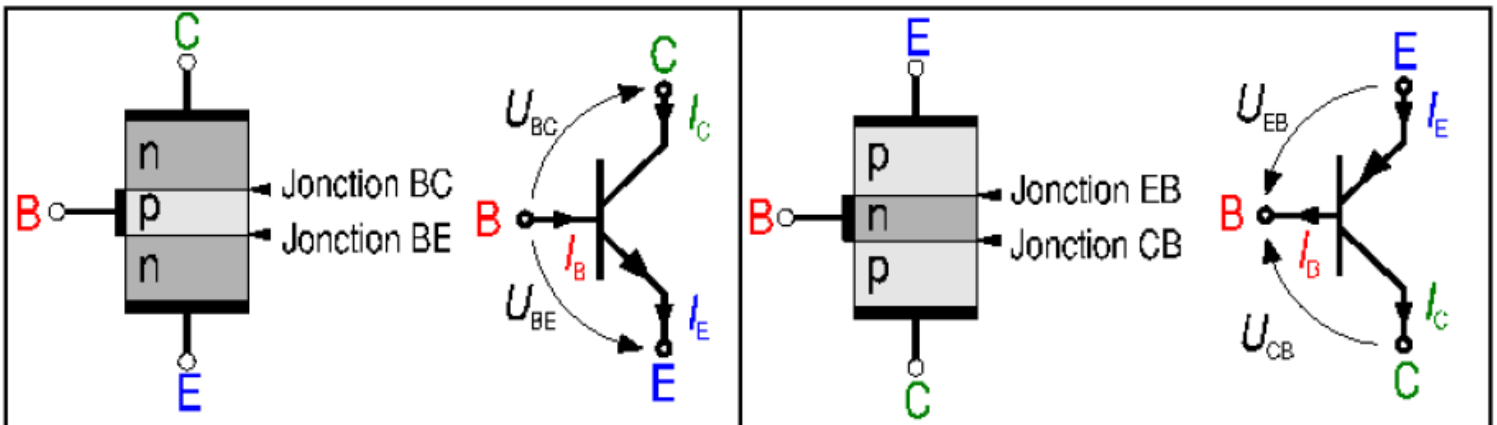 C
n
Jonction BC
B
p
Jonction BE
n
E
C
U BC
I C
B
I B
U BE
I E
E
E
p
Jonction EB
B
n
Jonction CB
p
C
E
U EB
I E
B
I B
I C
U CB
C